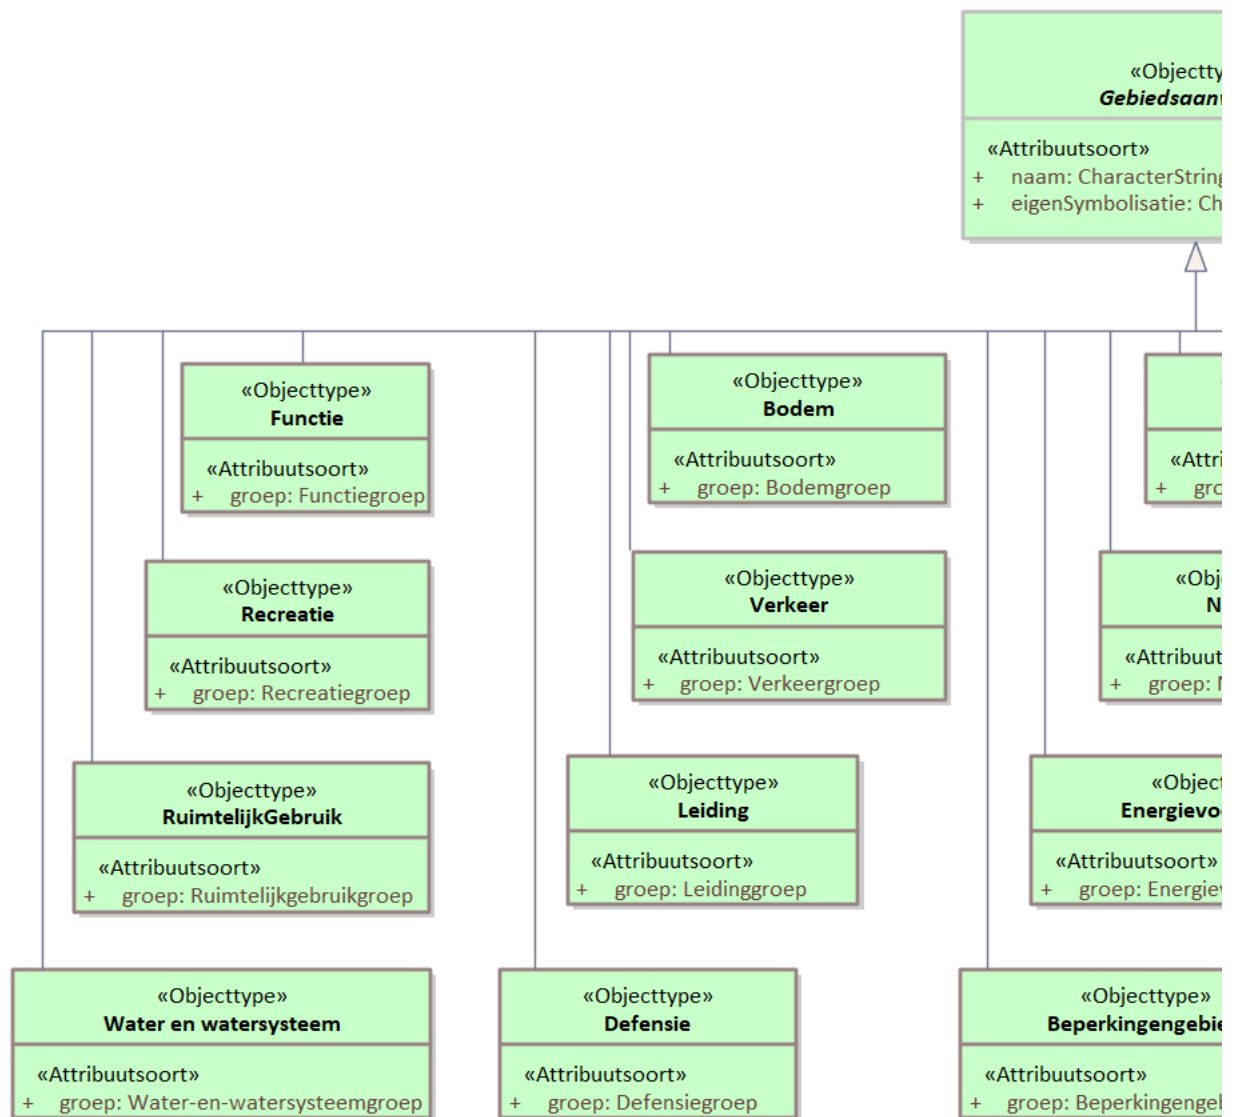 «Objectty
Gebiedsaanv
«Attribuutsoort»
+ naam: CharacterString
+ eigenSymbolisatie: Ch
«Objecttype»
Functie
«Attribuutsoort»
+ groep: Functiegroep
«Objecttype»
Bodem
«Attribuutsoort»
+ groep: Bodemgroep
«Attri
+ gro
«Objecttype»
Recreatie
«Attribuutsoort»
+ groep: Recreatiegroep
«Objecttype»
Verkeer
«Attribuutsoort»
+ groep: Verkeergroep
«Obj
N
«Attribuut
+ groep: N
«Objecttype»
RuimtelijkGebruik
«Attribuutsoort»
+ groep: Ruimtelijkgebruikgroep
«Objecttype»
Leiding
«Attribuutsoort»
+ groep: Leidinggroep
«Object
Energievo
«Attribuutsoort»
+ groep: Energiev
«Objecttype»
Water en watersysteem
«Attribuutsoort»
+ groep: Water-en-watersysteemgroep
«Objecttype»
Defensie
«Attribuutsoort»
+ groep: Defensiegroep
«Objecttype»
Beperkingengebie
«Attribuutsoort»
+ groep: Beperkingengeb